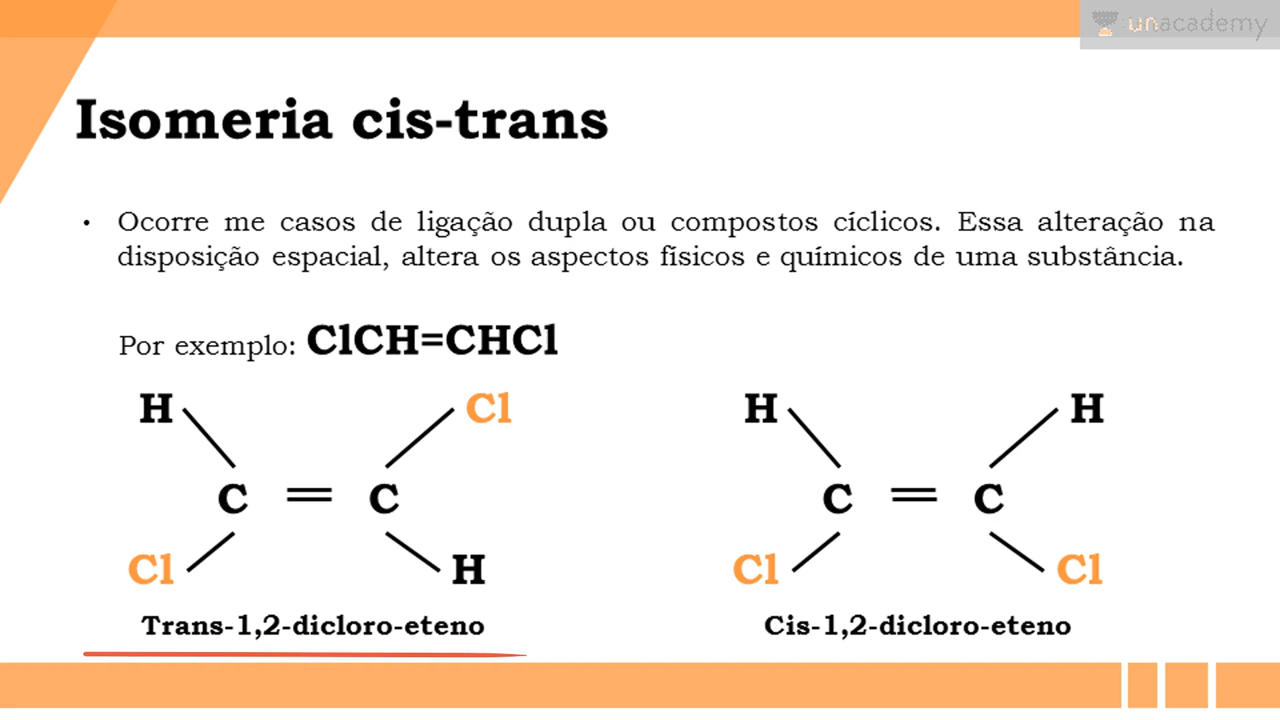 unacademy
Isomeria cis-trans
• Ocorre me casos de ligação dupla ou compostos cíclicos. Essa alteração na
disposição espacial, altera os aspectos físicos e químicos de uma substância.
Por exemplo: ClCH=CHCl
H Cl
C = C
Cl H
Trans-1,2-dicloro-eteno
H H
C = C
Cl Cl
Cis-1,2-dicloro-eteno